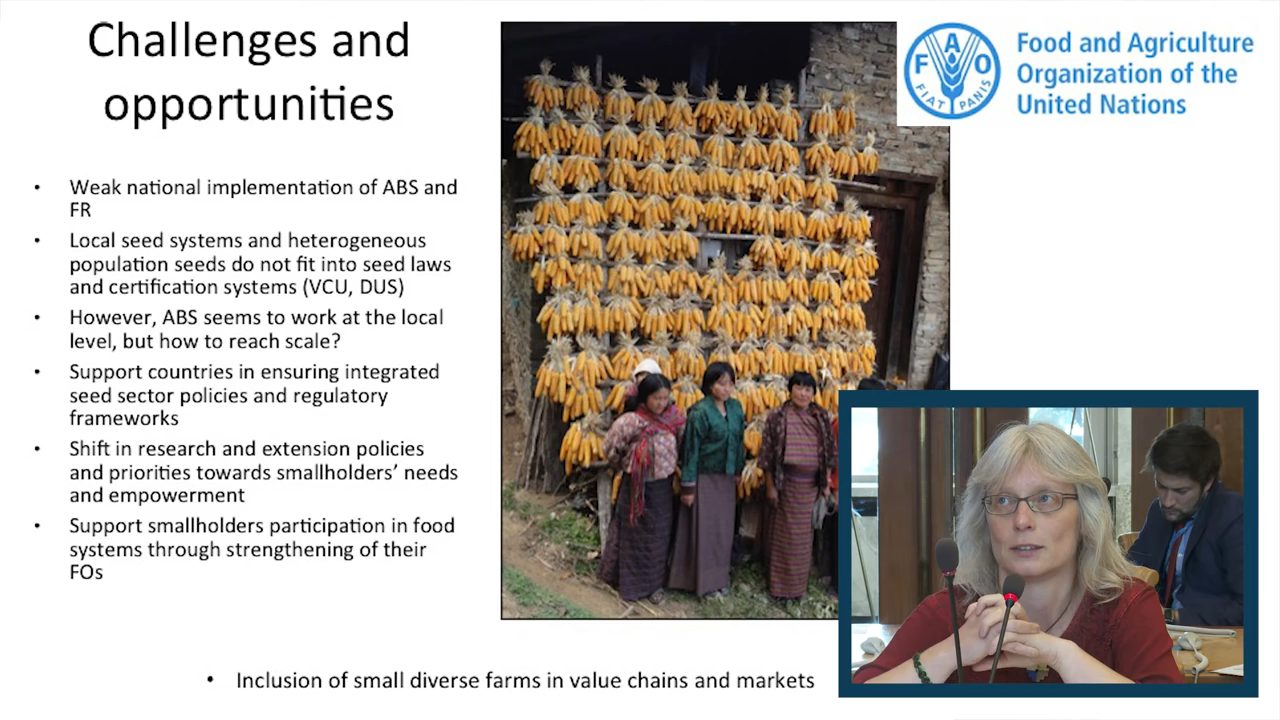 Challenges and
opportunities
• Weak national implementation of ABS and
FR
• Local seed systems and heterogeneous
population seeds do not fit into seed laws
and certification systems (VCU, DUS)
• However, ABS seems to work at the local
level, but how to reach scale?
• Support countries in ensuring integrated
seed sector policies and regulatory
frameworks
• Shift in research and extension policies
and priorities towards smallholders’ needs
and empowerment
• Support smallholders participation in food
systems through strengthening of their
FOs
• Inclusion of small diverse farms in value chains and markets
F A O
FIAT PANIS
Food and Agriculture
Organization of the
United Nations